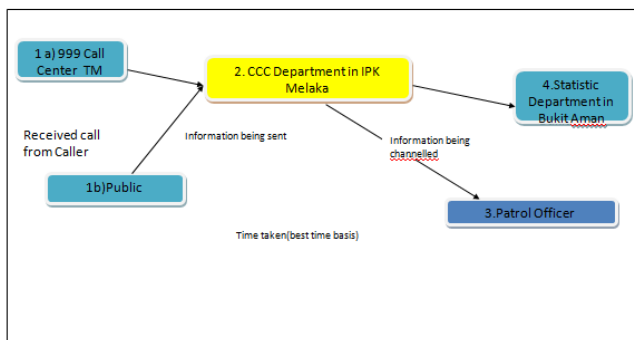 1 a) 999 Call
Center TM
2. CCC Department in IPK
Melaka
4.Statistic
Department in
Bukit Aman
Received call
from Caller
Information being sent
Information being
channelled
1b)Public
3.Patrol Officer
Time taken(best time basis)